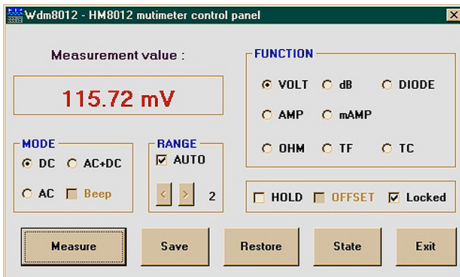 Wdm8012 - HM8012 mutimeter control panel
Measurement value :
115.72 mV
FUNCTION
VOLT dB DIODE
AMP mAMP
OHM TF TC
MODE
DC AC+DC
AC Beep
RANGE
AUTO
< > 2
HOLD OFFSET Locked
Measure Save Restore State Exit